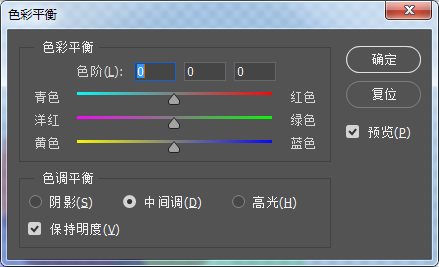 色彩平衡
色彩平衡
色阶(L): 0 0 0
青色 红色
洋红 绿色
黄色 蓝色
色调平衡
阴影(S) 中间调(D) 高光(H)
保持明度(V)
确定
复位
预览(P)